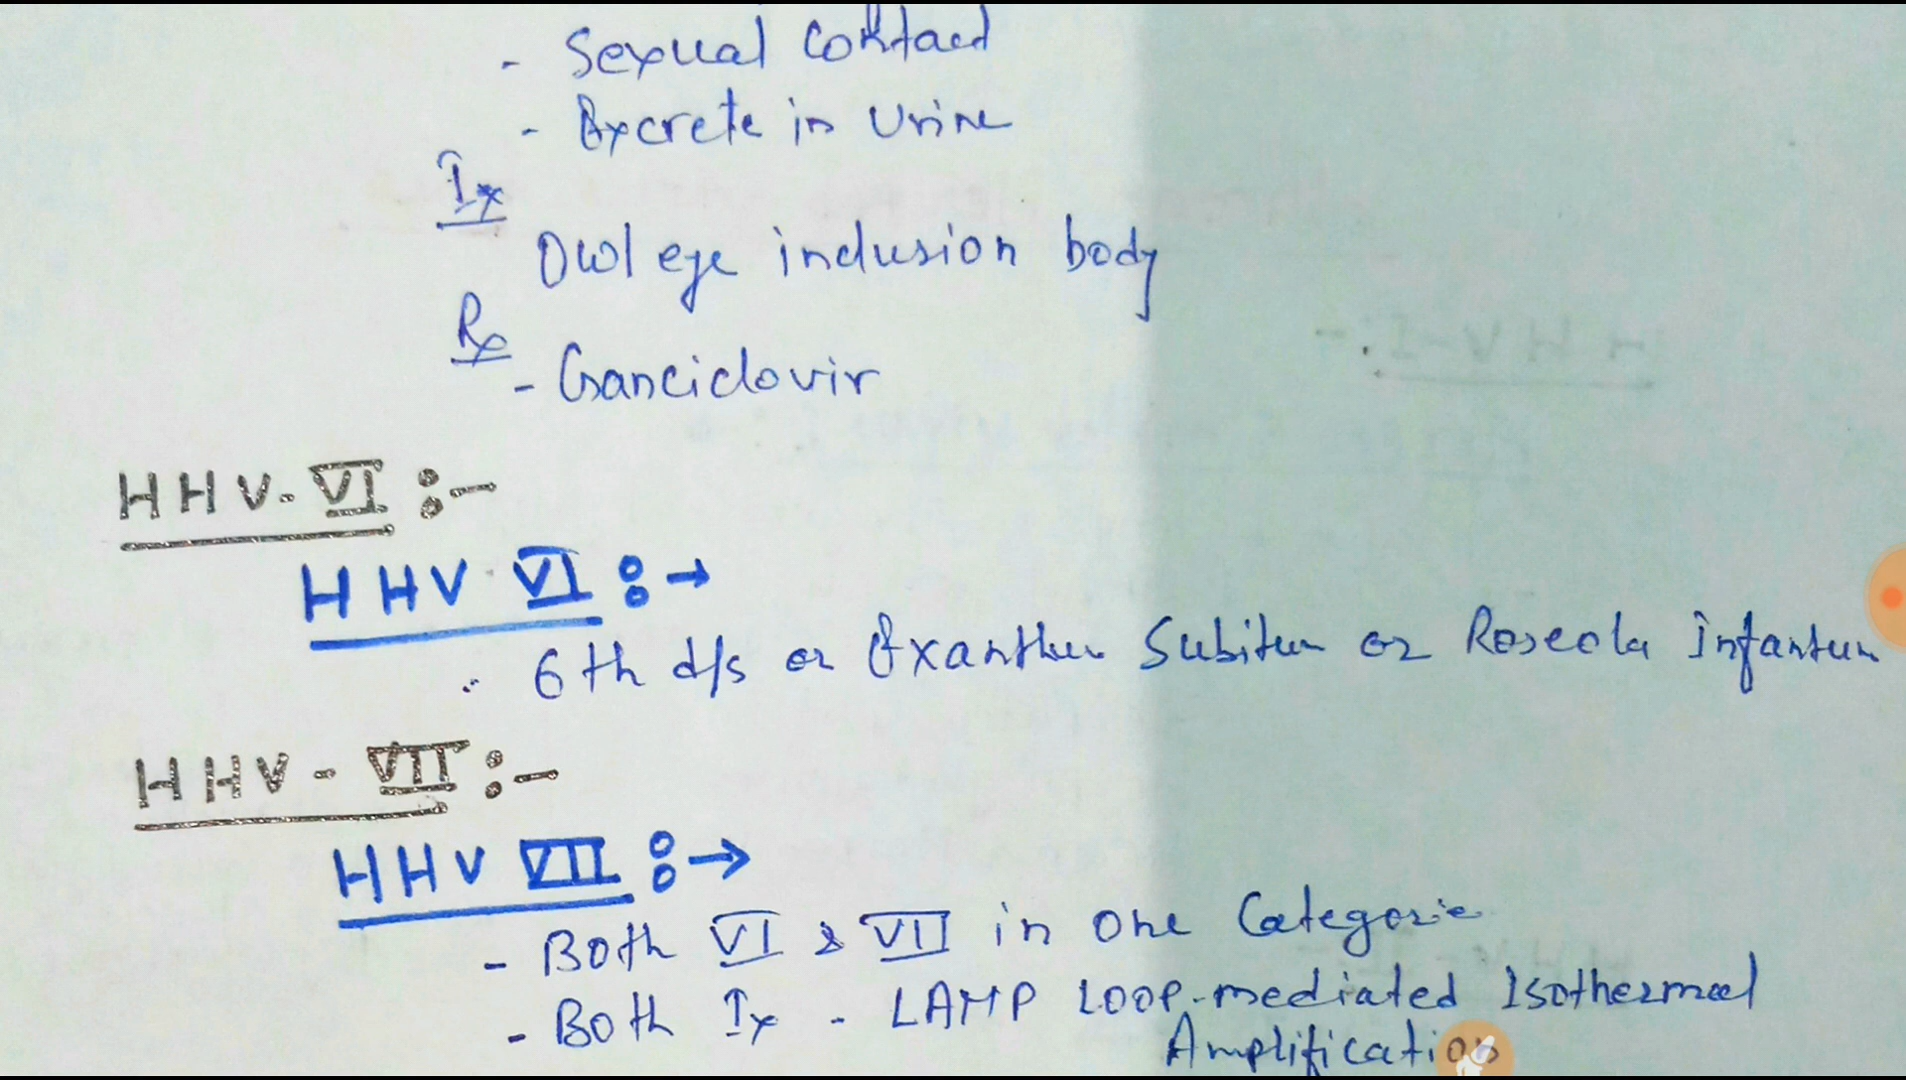 - Sexual Contact
- Excrete in Urine
Ix
Owl eye inclusion body
Rx
- Ganciclovir
HHV-VI :-
HHV VI :→
6th d/s or Exanthum Subitum or Roseola Infantum
HHV-VII :-
HHV VII :→
- Both VI & VII in one Categorie
- Both Ix - LAMP LOOP-mediated Isothermal
Amplification